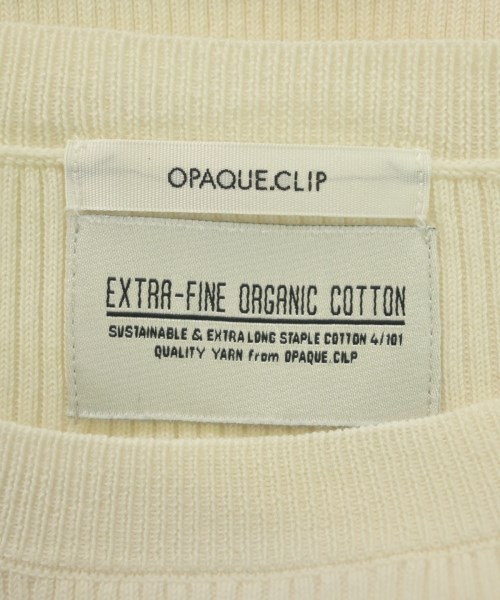 OPAQUE.CLIP
EXTRA-FINE ORGANIC COTTON
SUSTAINABLE & EXTRA LONG STAPLE COTTON 4/101
QUALITY YARN from OPAQUE.CILP